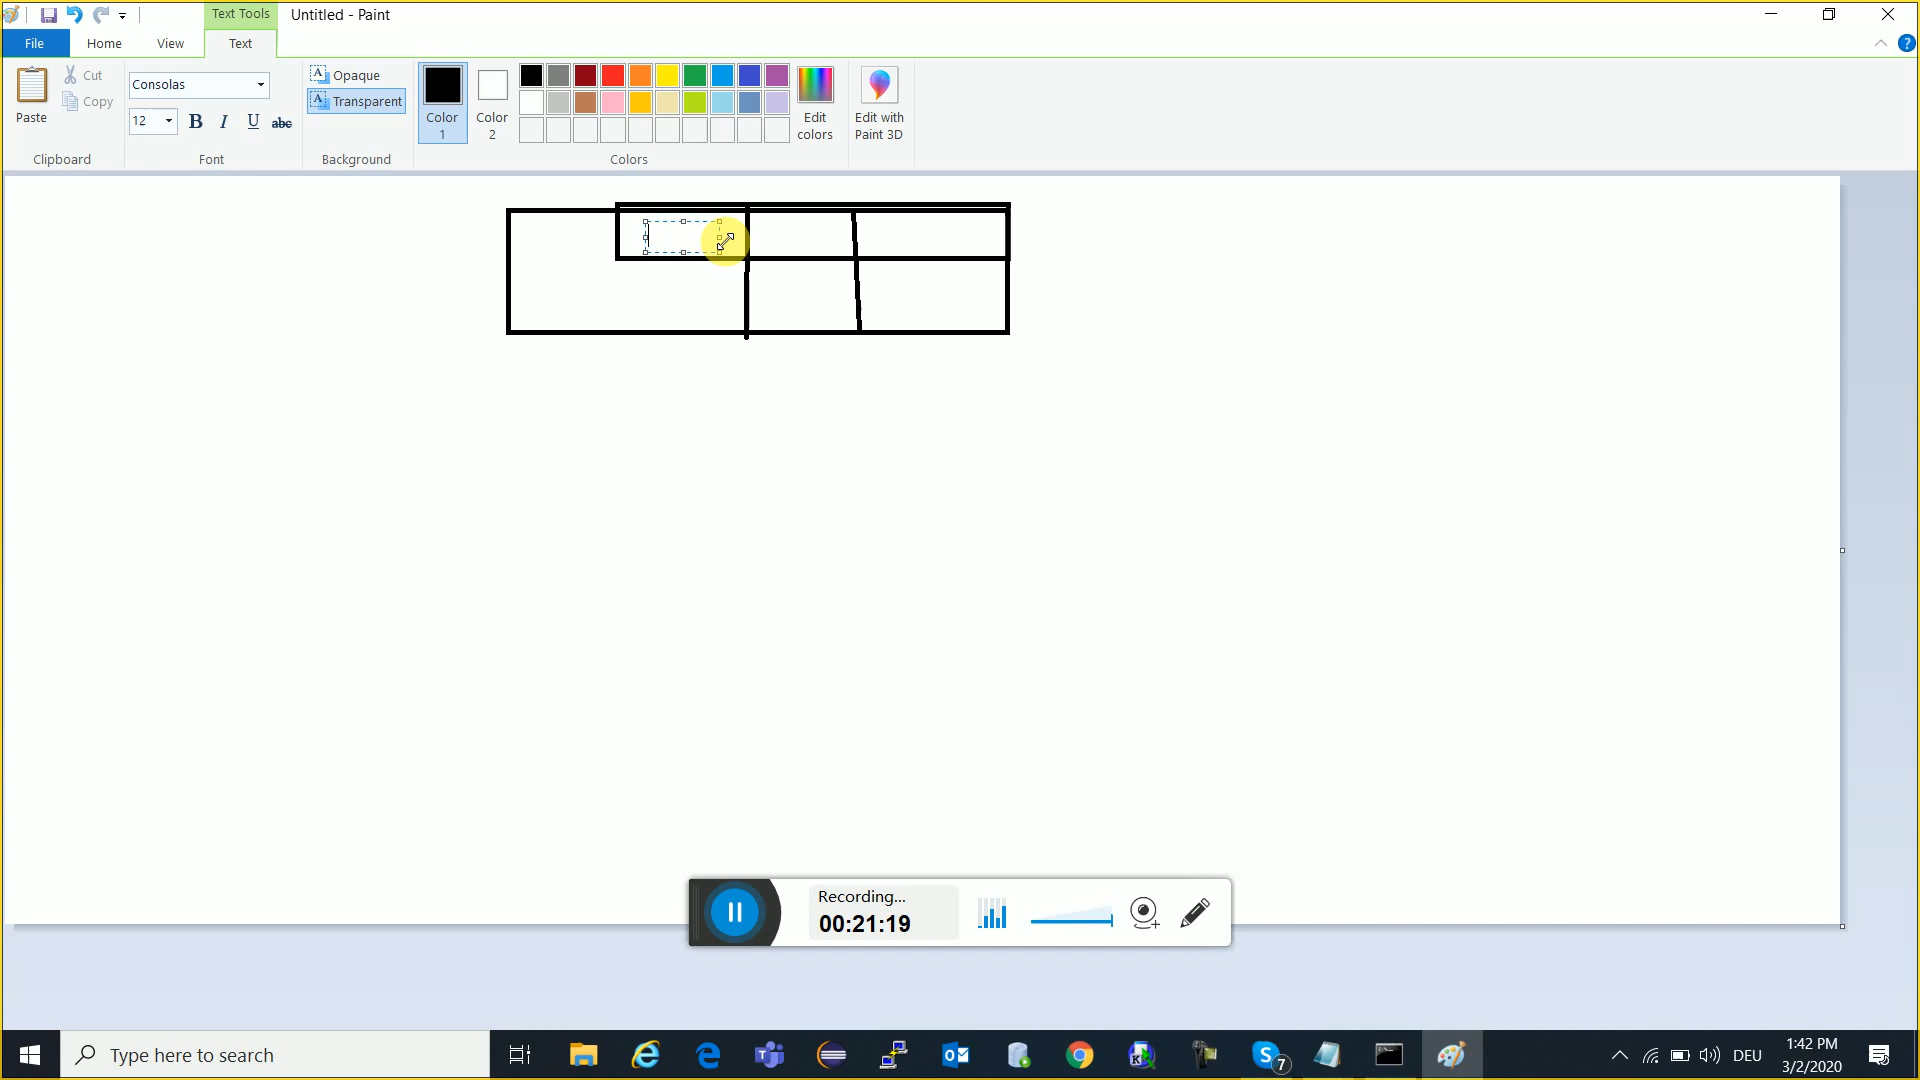 Text Tools
Untitled - Paint
File
Home
View
Text
Paste
Cut
Copy
Clipboard
Consolas
12
B I U abc
Font
Opaque
Transparent
Background
Color 1
Color 2
Edit colors
Colors
Edit with Paint 3D
Recording...
00:21:19
Type here to search
7
DEU
1:42 PM
3/2/2020